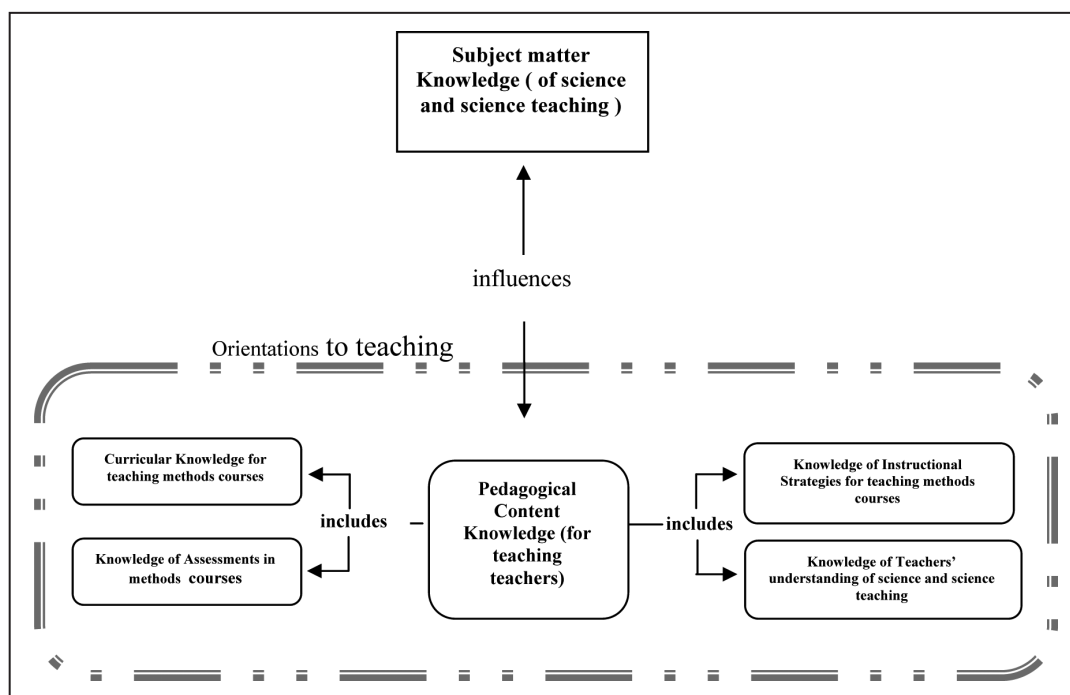 Subject matter
Knowledge ( of science
and science teaching )
influences
Orientations to teaching
Curricular Knowledge for
teaching methods courses
includes
Knowledge of Assessments in
methods courses
Pedagogical
Content
Knowledge (for
teaching
teachers)
includes
Knowledge of Instructional
Strategies for teaching methods
courses
Knowledge of Teachers'
understanding of science and science
teaching